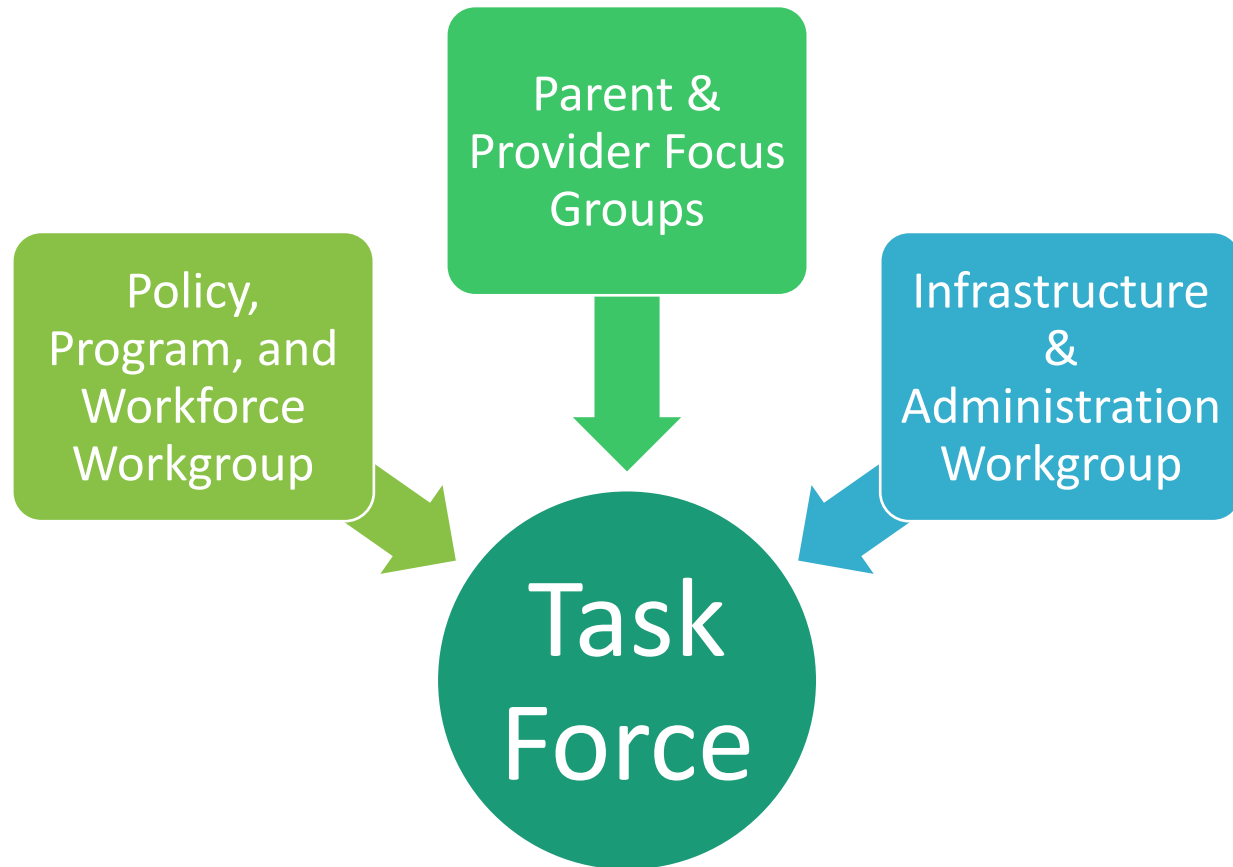 Parent &
Provider Focus
Groups
Policy,
Program, and
Workforce
Workgroup
Infrastructure
&
Administration
Workgroup
Task
Force